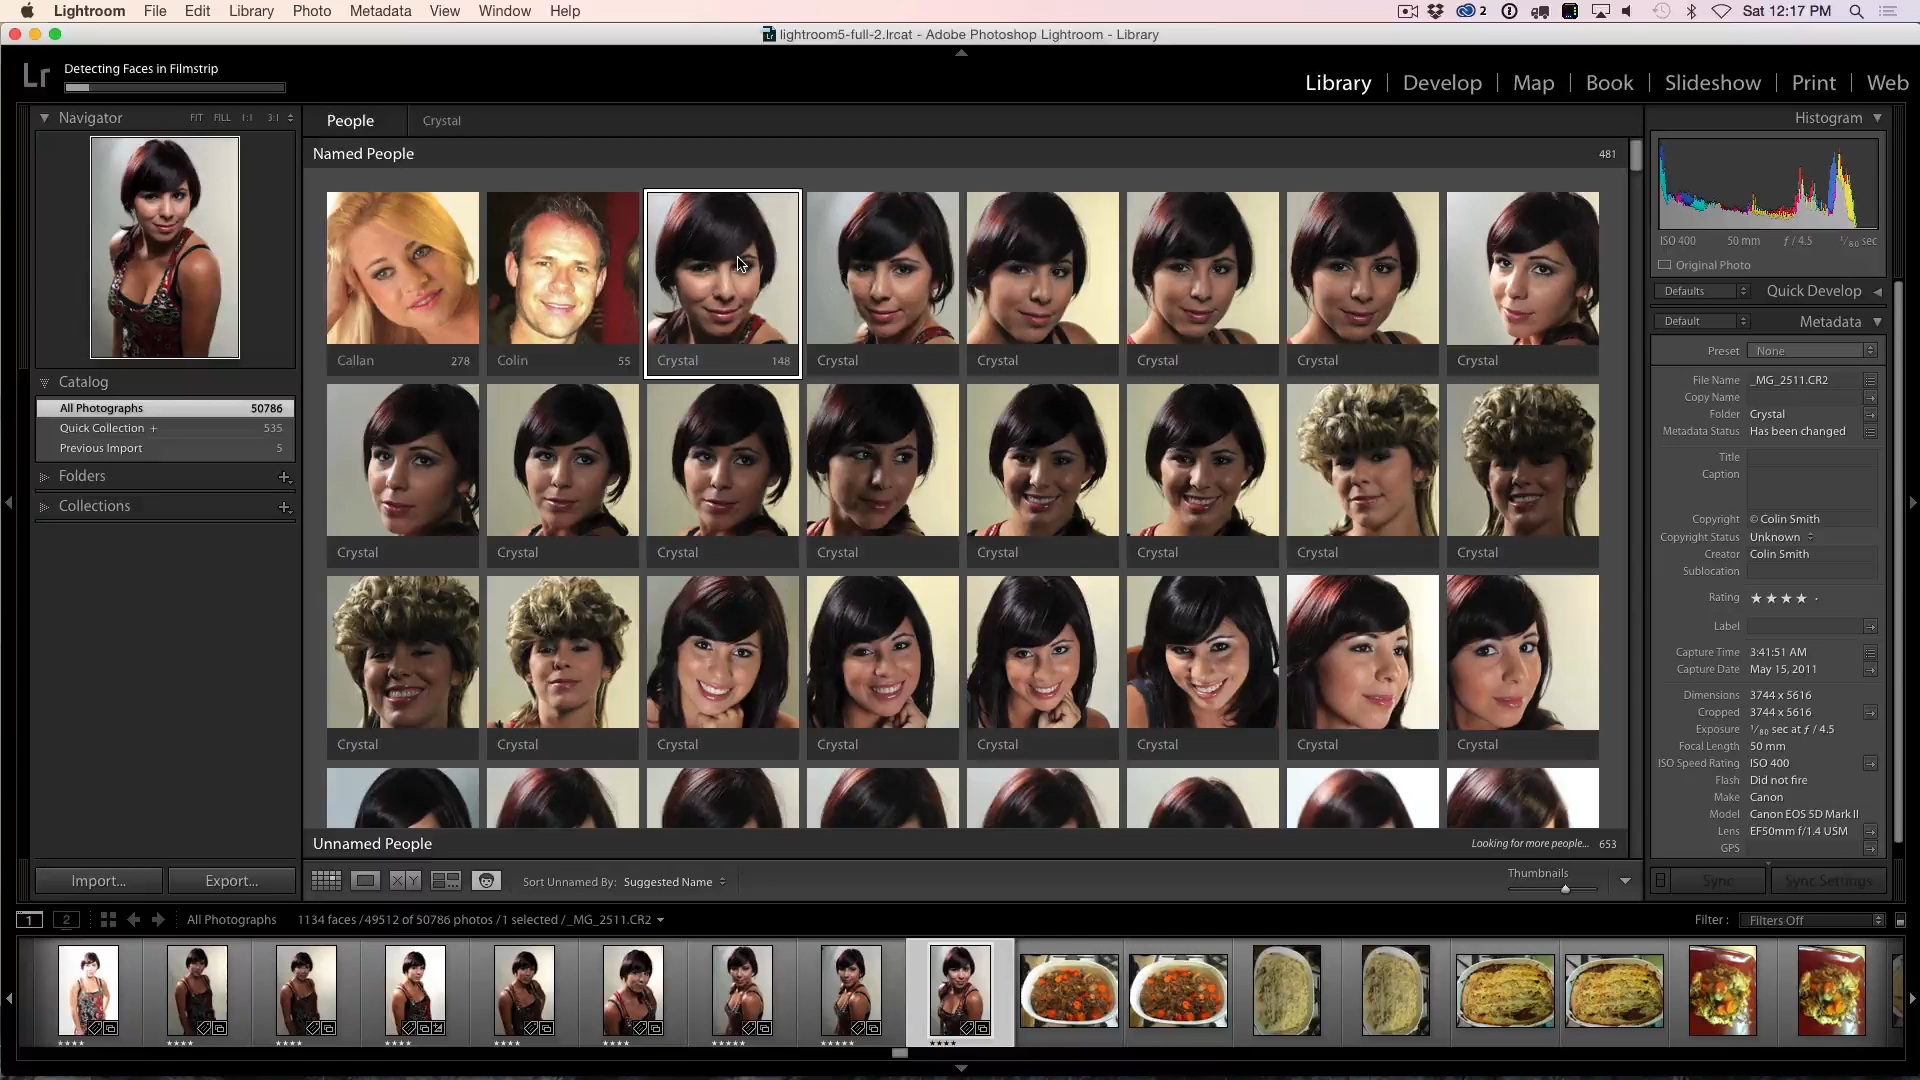 Lightroom File Edit Library Photo Metadata View Window Help 2 Sat 12:17 PM
lightroom5-full-2.lrcat - Adobe Photoshop Lightroom - Library
Lr Detecting Faces in Filmstrip
Library | Develop | Map | Book | Slideshow | Print | Web
Navigator FIT FILL 1:1 3:1
Catalog
All Photographs 50786
Quick Collection + 535
Previous Import 5
Folders
Collections
Import... Export...
People Crystal
Named People 481
Callan 278 Colin 55 Crystal 148 Crystal Crystal Crystal Crystal Crystal
Crystal Crystal Crystal Crystal Crystal Crystal Crystal Crystal
Crystal Crystal Crystal Crystal Crystal Crystal Crystal Crystal
Unnamed People Looking for more people... 653
Sort Unnamed By: Suggested Name Thumbnails
Histogram
ISO 400 50 mm ƒ / 4.5 1/80 sec
Original Photo
Defaults Quick Develop
Default Metadata
Preset None
File Name _MG_2511.CR2
Copy Name
Folder Crystal
Metadata Status Has been changed
Title
Caption
Copyright © Colin Smith
Copyright Status Unknown
Creator Colin Smith
Sublocation
Rating ★ ★ ★ ★ ·
Label
Capture Time 3:41:51 AM
Capture Date May 15, 2011
Dimensions 3744 x 5616
Cropped 3744 x 5616
Exposure 1/80 sec at ƒ / 4.5
Focal Length 50 mm
ISO Speed Rating ISO 400
Flash Did not fire
Make Canon
Model Canon EOS 5D Mark II
Lens EF50mm f/1.4 USM
GPS
Sync Sync Settings
1 2 All Photographs 1134 faces /49512 of 50786 photos /1 selected /_MG_2511.CR2 Filter : Filters Off